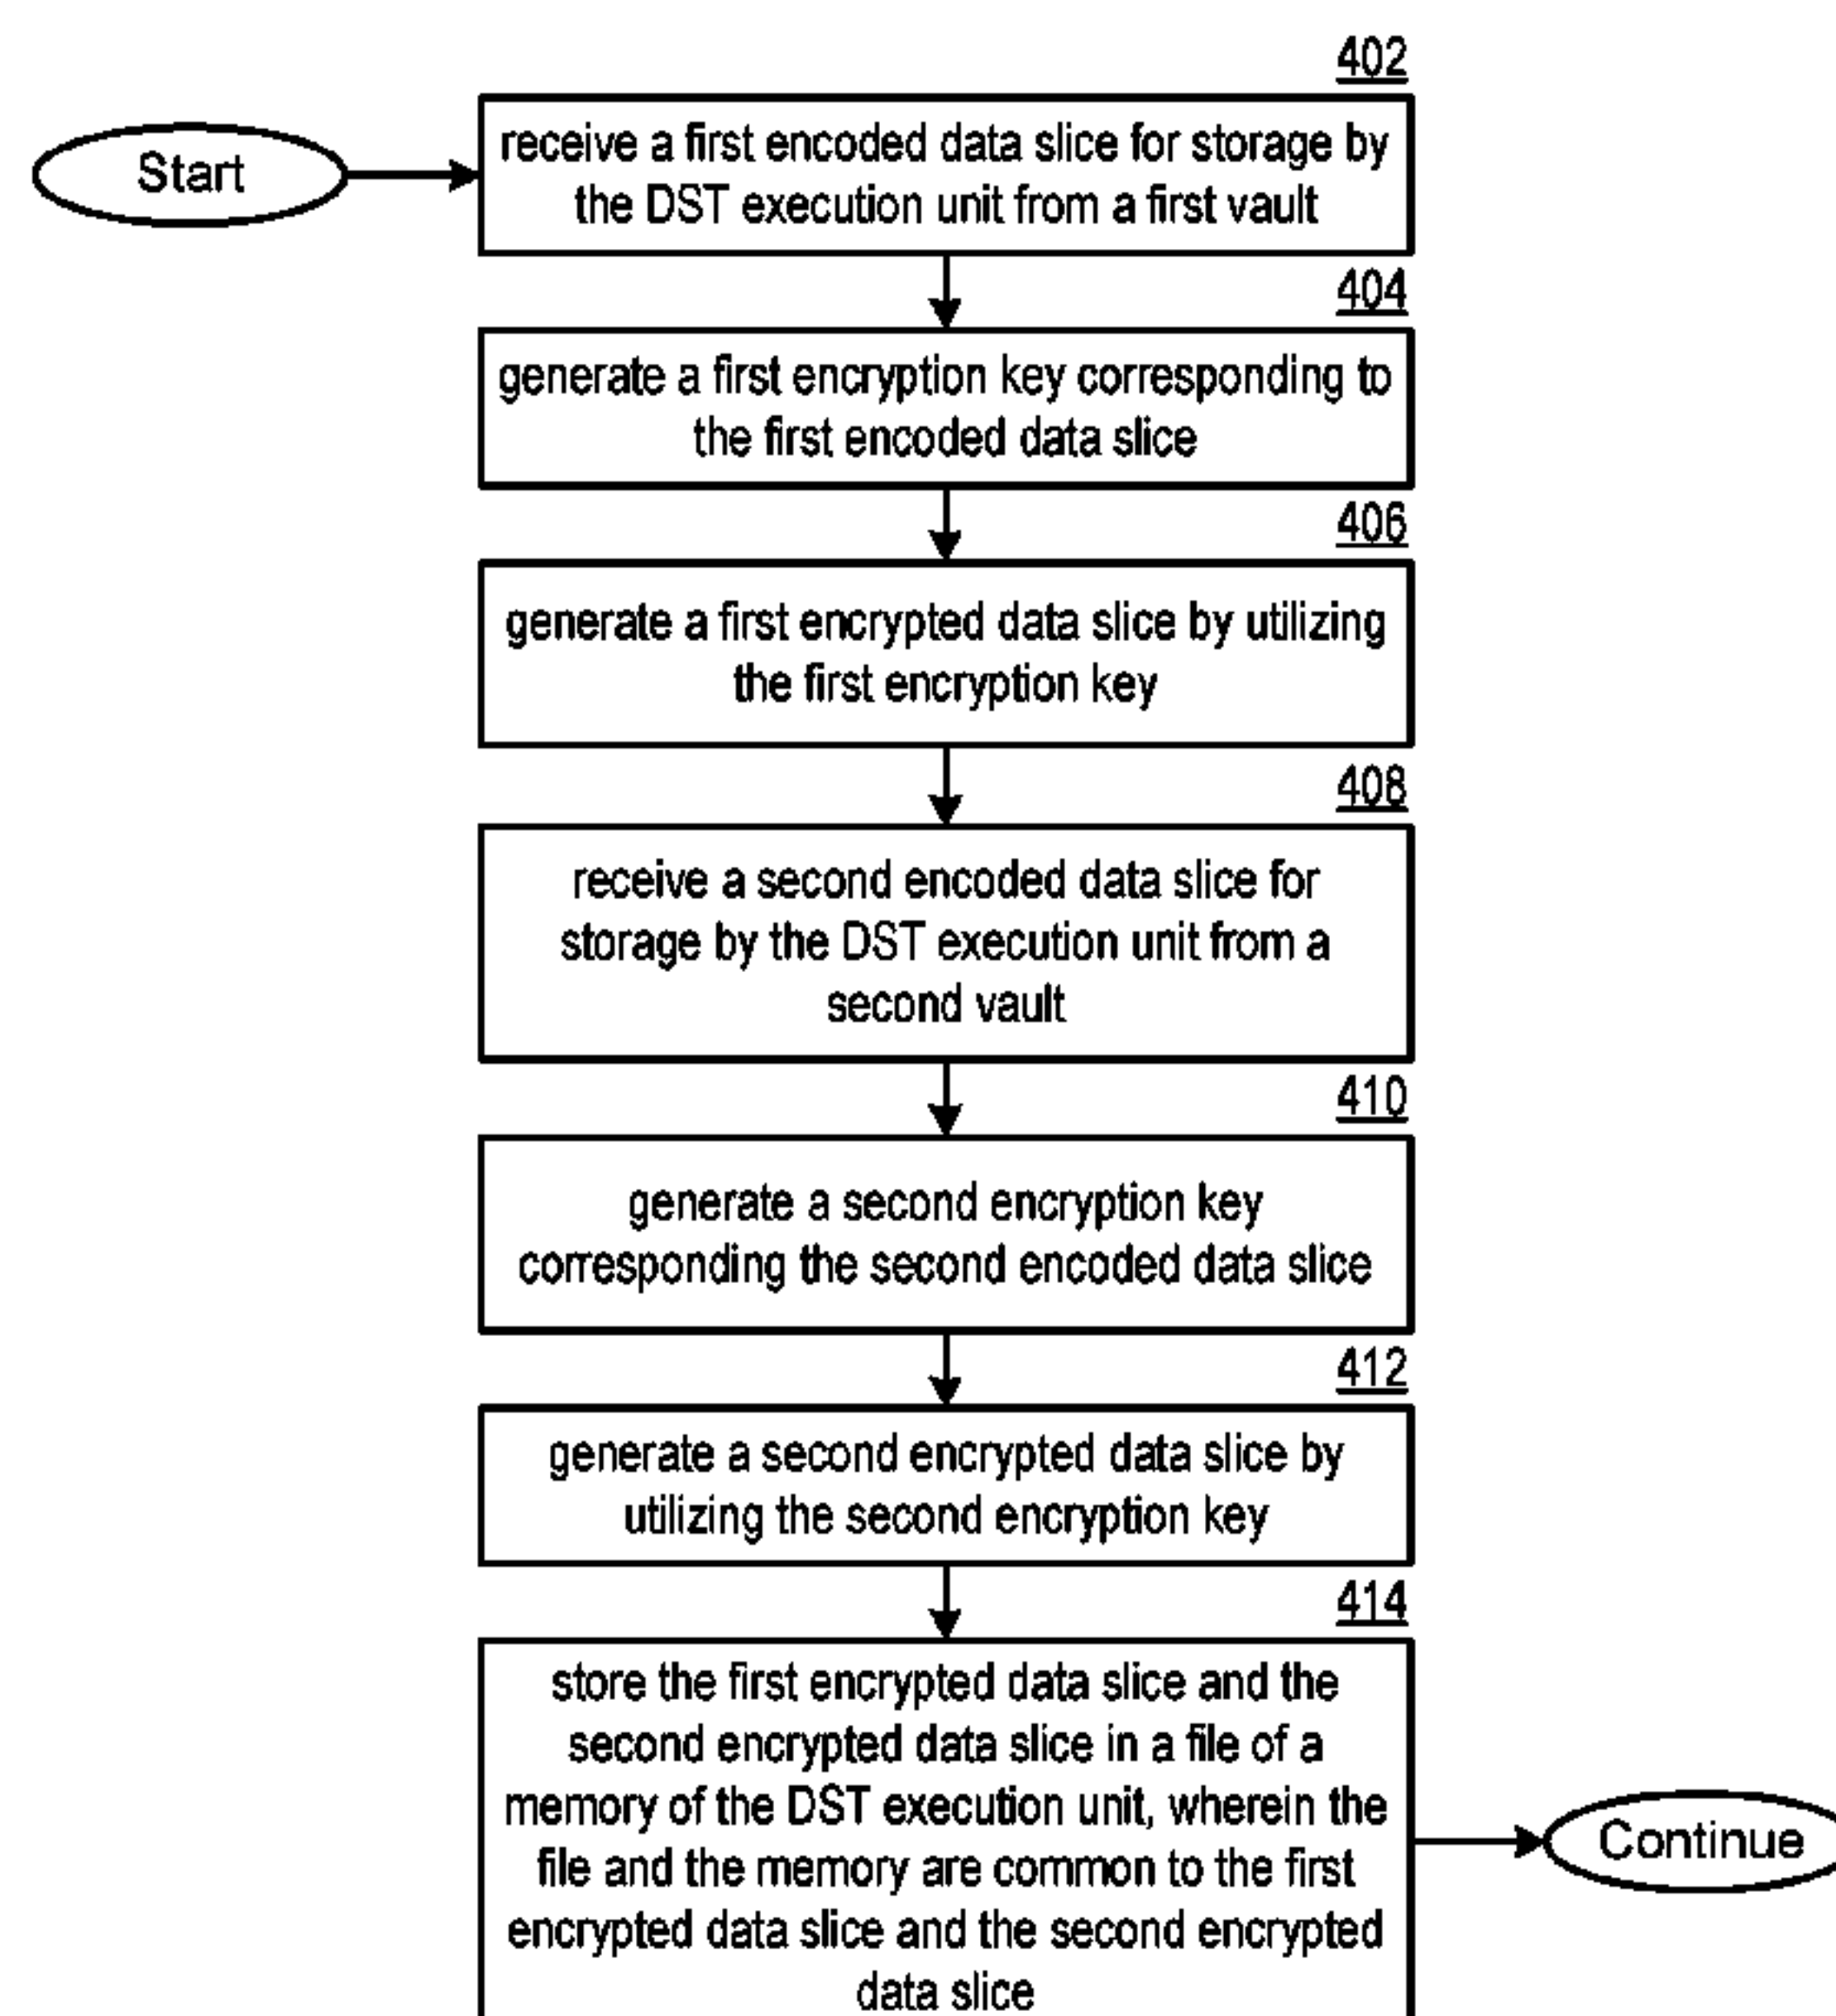 402
Start
receive a first encoded data slice for storage by
the DST execution unit from a first vault
404
generate a first encryption key corresponding to
the first encoded data slice
406
generate a first encrypted data slice by utilizing
the first encryption key
408
receive a second encoded data slice for
storage by the DST execution unit from a
second vault
410
generate a second encryption key
corresponding the second encoded data slice
412
generate a second encrypted data slice by
utilizing the second encryption key
414
store the first encrypted data slice and the
second encrypted data slice in a file of a
memory of the DST execution unit, wherein the
file and the memory are common to the first
encrypted data slice and the second encrypted
data slice
Continue